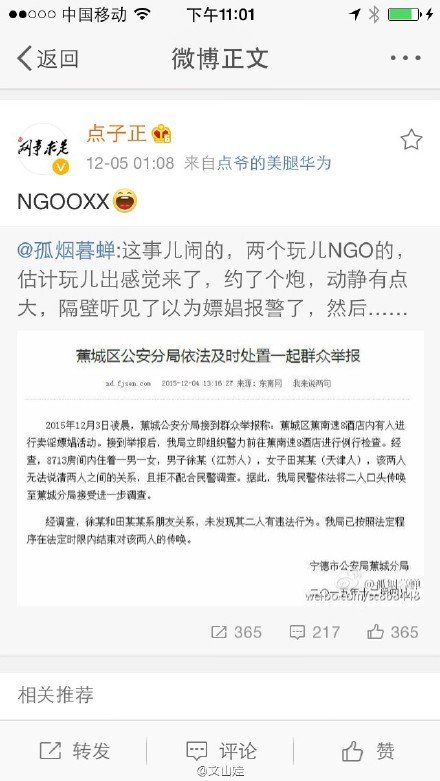 中国移动 下午11:01
返回 微博正文
点子正
12-05 01:08 来自点爷的美腿华为
NGOOXX
@孤烟暮蝉:这事儿闹的，两个玩儿NGO的，
估计玩儿出感觉来了，约了个炮，动静有点
大，隔壁听见了以为嫖娼报警了，然后……
蕉城区公安分局依法及时处置一起群众举报
nd.fjsen.com 2015-12-04 13:16:27 来源：东南网 我来说两句
2015年12月3日凌晨，蕉城公安分局接到群众举报称：蕉城区蕉南速8酒店内有人进
行卖淫嫖娼活动。接到举报后，我局立即组织警力前往蕉南速8酒店进行例行检查。经
查，8713房间内住着一男一女，男子徐某（江苏人），女子田某某（天津人），该两人
无法说清两人之间的关系，且拒不配合民警调查。据此，我局民警依法将二人口头传唤
至蕉城分局接受进一步调查。
经调查，徐某和田某某系朋友关系，未发现其二人有违法行为。我局已按照法定程
序在法定时限内结束对该两人的传唤。
宁德市公安局蕉城分局
365 217 365
相关推荐
转发 评论 赞
@文山娃